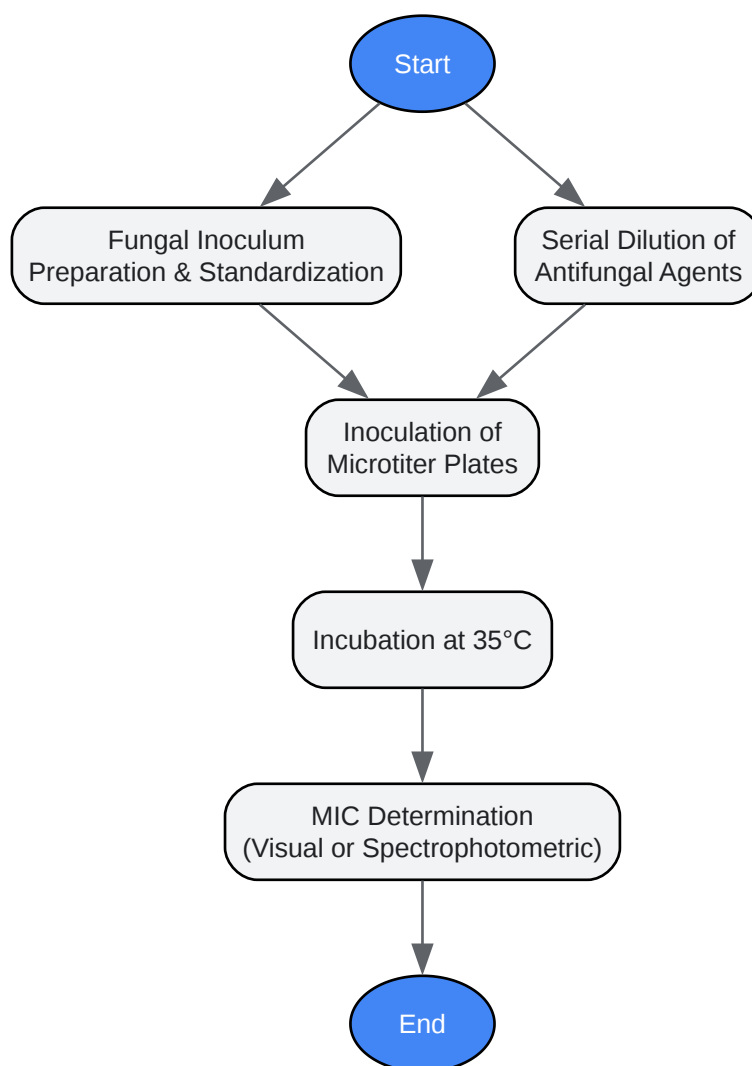 Start
Fungal Inoculum
Preparation & Standardization
Serial Dilution of
Antifungal Agents
Inoculation of
Microtiter Plates
Incubation at 35°C
MIC Determination
(Visual or Spectrophotometric)
End